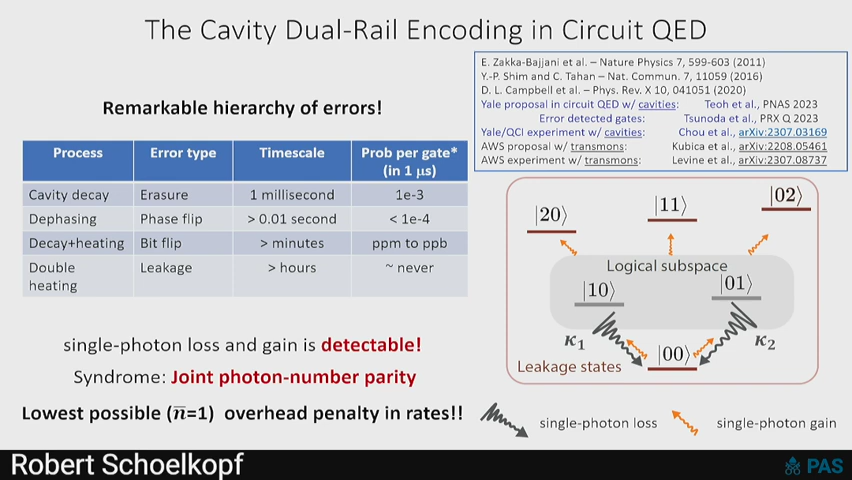 The Cavity Dual-Rail Encoding in Circuit QED
E. Zakka-Bajjani et al. – Nature Physics 7, 599-603 (2011)
Y.-P. Shim and C. Tahan – Nat. Commun. 7, 11059 (2016)
D. L. Campbell et al. – Phys. Rev. X 10, 041051 (2020)
Yale proposal in circuit QED w/ cavities: Teoh et al., PNAS 2023
Error detected gates: Tsunoda et al., PRX Q 2023
Yale/QCI experiment w/ cavities: Chou et al., arXiv:2307.03169
AWS proposal w/ transmons: Kubica et al., arXiv:2208.05461
AWS experiment w/ transmons: Levine et al., arXiv:2307.08737
Remarkable hierarchy of errors!
Process Error type Timescale Prob per gate*
(in 1 μs)
Cavity decay Erasure 1 millisecond 1e-3
Dephasing Phase flip > 0.01 second < 1e-4
Decay+heating Bit flip > minutes ppm to ppb
Double Leakage > hours ~ never
heating
|20⟩ |11⟩ |02⟩
Logical subspace
|10⟩ |01⟩
κ1 |00⟩ κ2
Leakage states
single-photon loss and gain is detectable!
Syndrome: Joint photon-number parity
Lowest possible (n̅=1) overhead penalty in rates!!
single-photon loss single-photon gain
Robert Schoelkopf
PAS